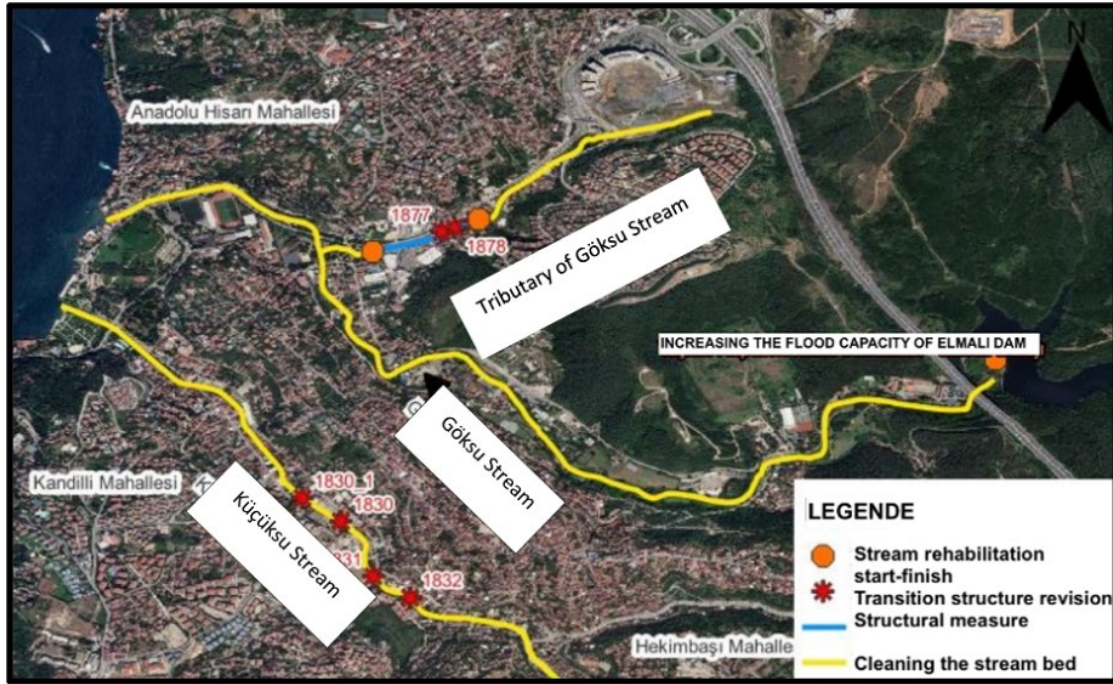 N
Anadolu Hisarı Mahallesi
1877
1878
Tributary of Göksu Stream
INCREASING THE FLOOD CAPACITY OF ELMALI DAM
Göksu Stream
Kandilli Mahallesi
1830_1
1830
Küçüksu Stream
831
1832
Hekimbaşı Mahalle
LEGENDE
Stream rehabilitation
start-finish
Transition structure revision
Structural measure
Cleaning the stream bed